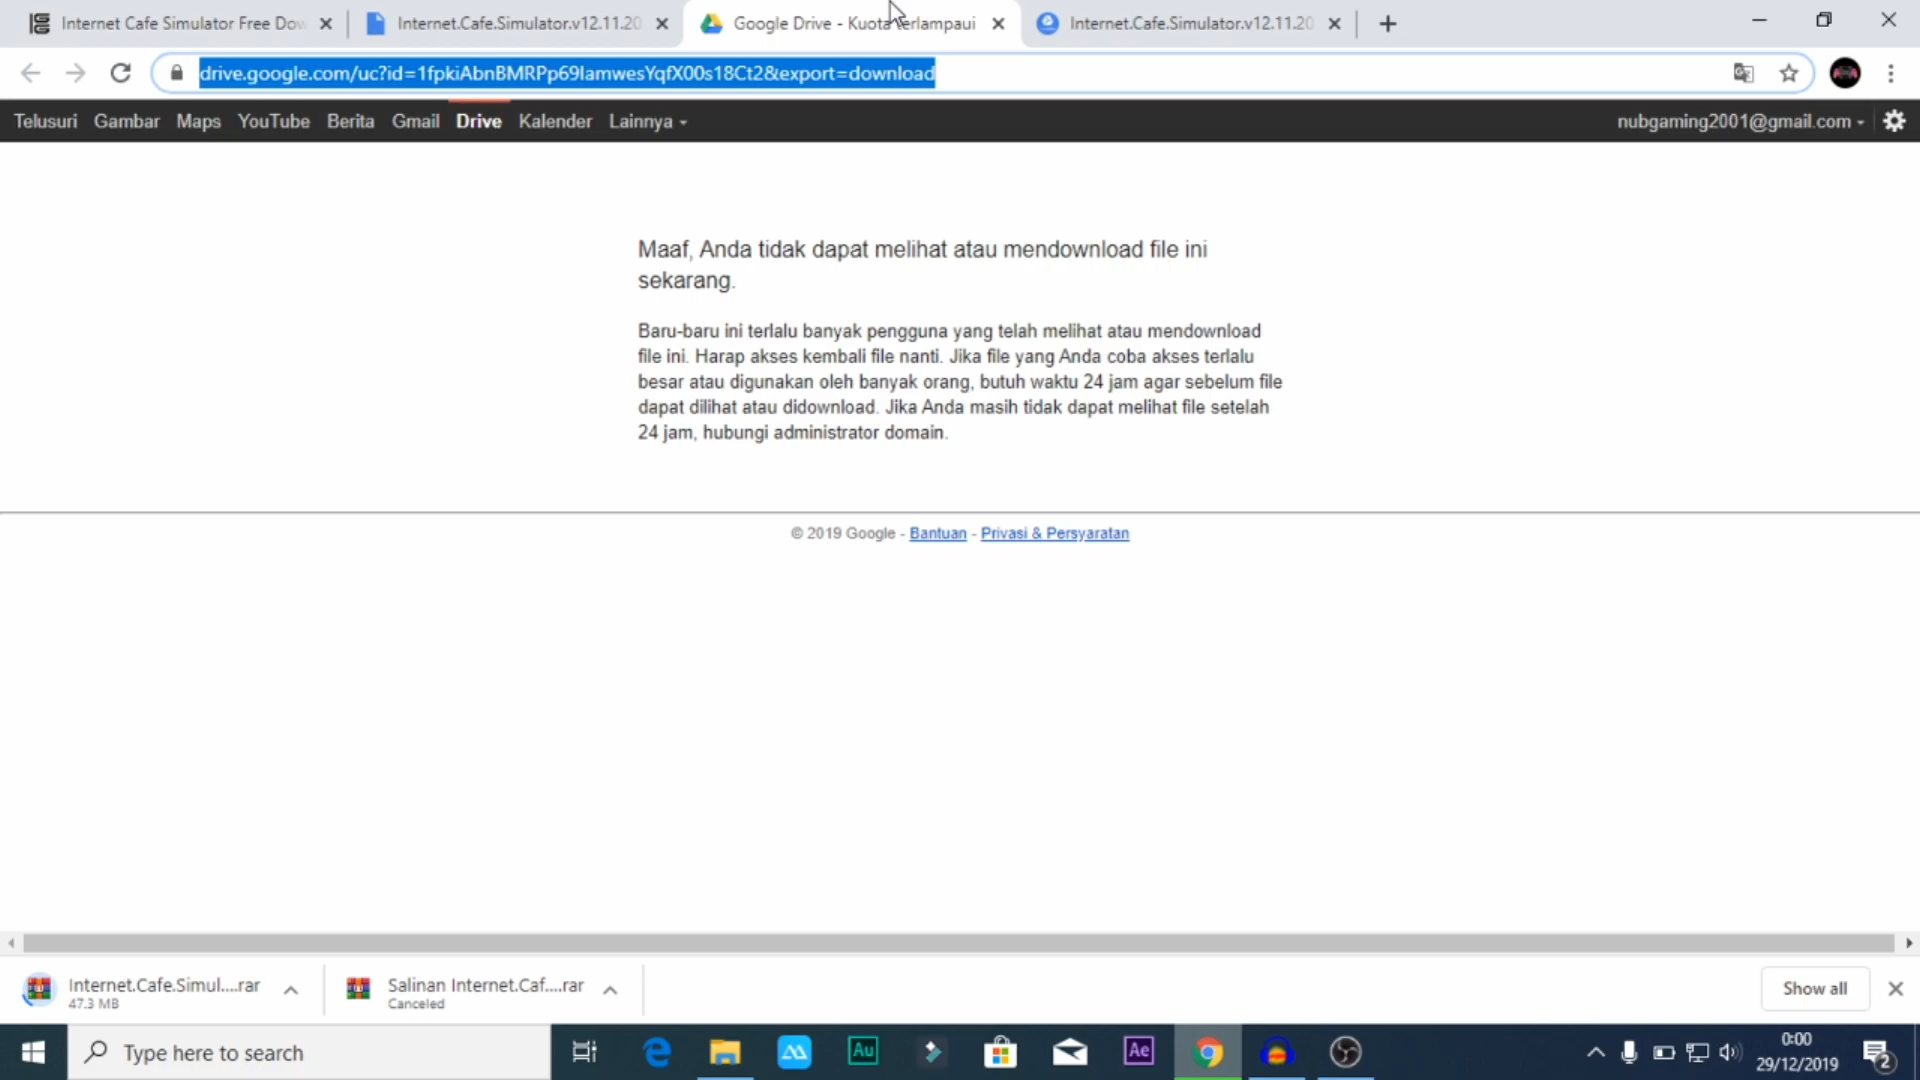 Internet Cafe Simulator Free Dow
Internet.Cafe.Simulator.v12.11.20
Google Drive - Kuota Terlampaui
Internet.Cafe.Simulator.v12.11.20
drive.google.com/uc?id=1fpkiAbnBMRPp69IamwesYqfX00s18Ct2&export=download
Telusuri Gambar Maps YouTube Berita Gmail Drive Kalender Lainnya
nubgaming2001@gmail.com
Maaf, Anda tidak dapat melihat atau mendownload file ini
sekarang.
Baru-baru ini terlalu banyak pengguna yang telah melihat atau mendownload
file ini. Harap akses kembali file nanti. Jika file yang Anda coba akses terlalu
besar atau digunakan oleh banyak orang, butuh waktu 24 jam agar sebelum file
dapat dilihat atau didownload. Jika Anda masih tidak dapat melihat file setelah
24 jam, hubungi administrator domain.
© 2019 Google - Bantuan - Privasi & Persyaratan
Internet.Cafe.Simul....rar
47.3 MB
Salinan Internet.Caf....rar
Canceled
Show all
Type here to search
Au
Ae
0:00
29/12/2019
2